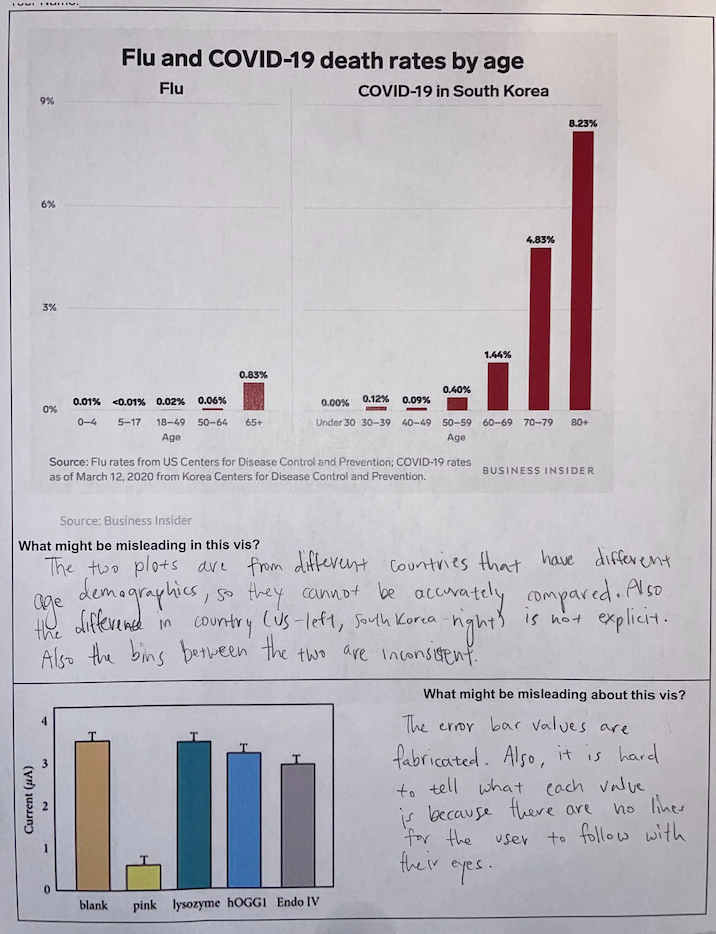 Flu and COVID-19 death rates by age
Flu
COVID-19 in South Korea
9%
6%
3%
0%
0.01% <0.01% 0.02% 0.06% 0.83%
0–4 5–17 18–49 50–64 65+
Age
0.00% 0.12% 0.09% 0.40% 1.44% 4.83% 8.23%
Under 30 30–39 40–49 50–59 60–69 70–79 80+
Age
Source: Flu rates from US Centers for Disease Control and Prevention; COVID-19 rates
as of March 12, 2020 from Korea Centers for Disease Control and Prevention.
BUSINESS INSIDER
Source: Business Insider
What might be misleading in this vis?
The two plots are from different countries that have different
age demographics, so they cannot be accurately compared. Also
the difference in country (US-left, South Korea-right) is not explicit.
Also the bins between the two are inconsistent.
What might be misleading about this vis?
The error bar values are
fabricated. Also, it is hard
to tell what each value
is because there are no lines
for the user to follow with
their eyes.
Current (µA)
4
3
2
1
0
blank pink lysozyme hOGG1 Endo IV